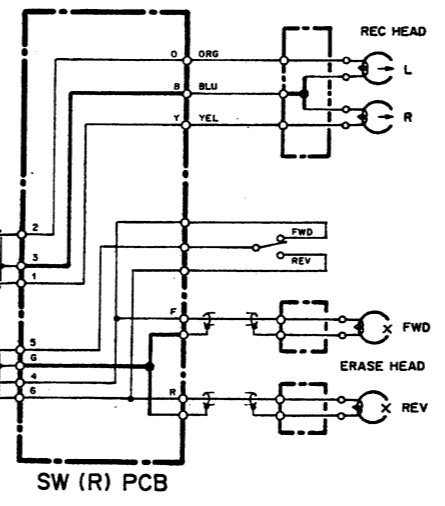 REC HEAD
O ORG
L
B BLU
Y YEL
R
2
FWD
3
REV
1
F
FWD
5
G
ERASE HEAD
4
6
R
REV
SW (R) PCB